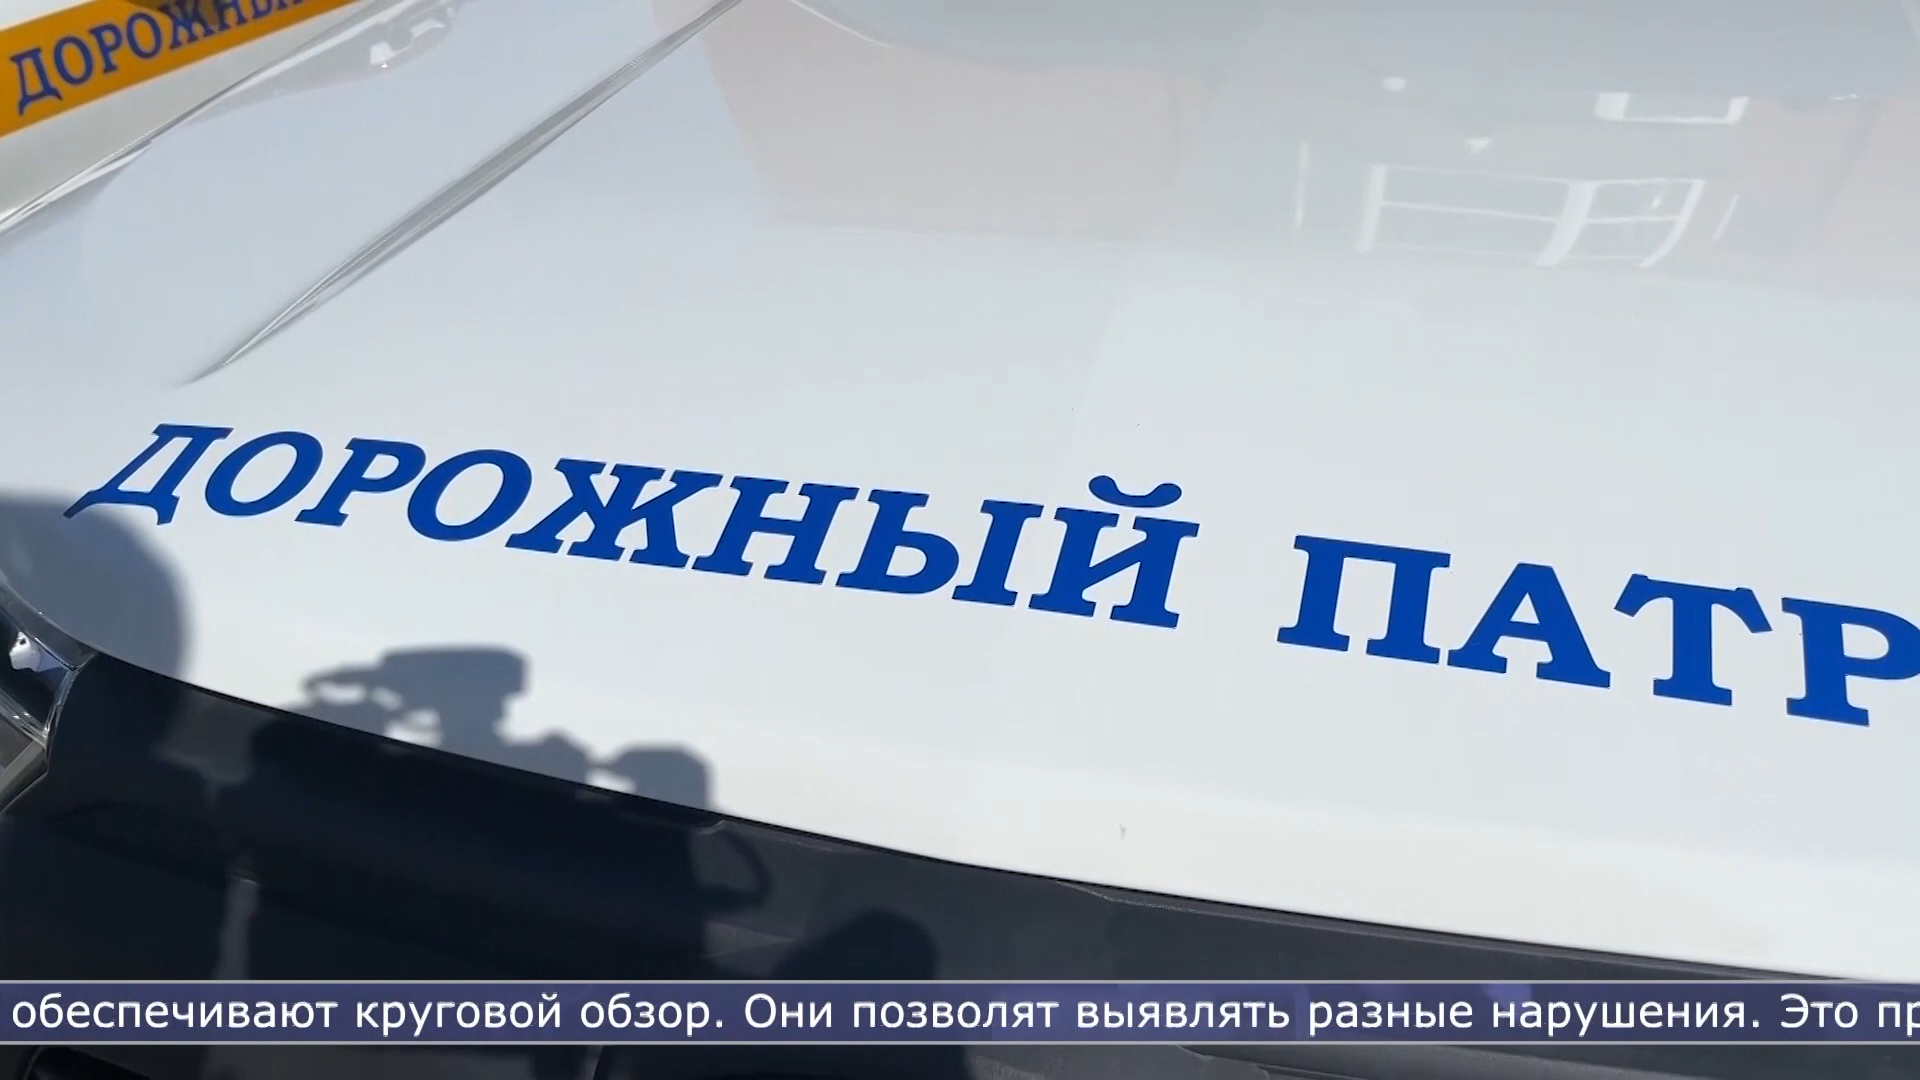 ДОРОЖНЫЙ
ДОРОЖНЫЙ ПАТР
обеспечивают круговой обзор. Они позволят выявлять разные нарушения. Это пр